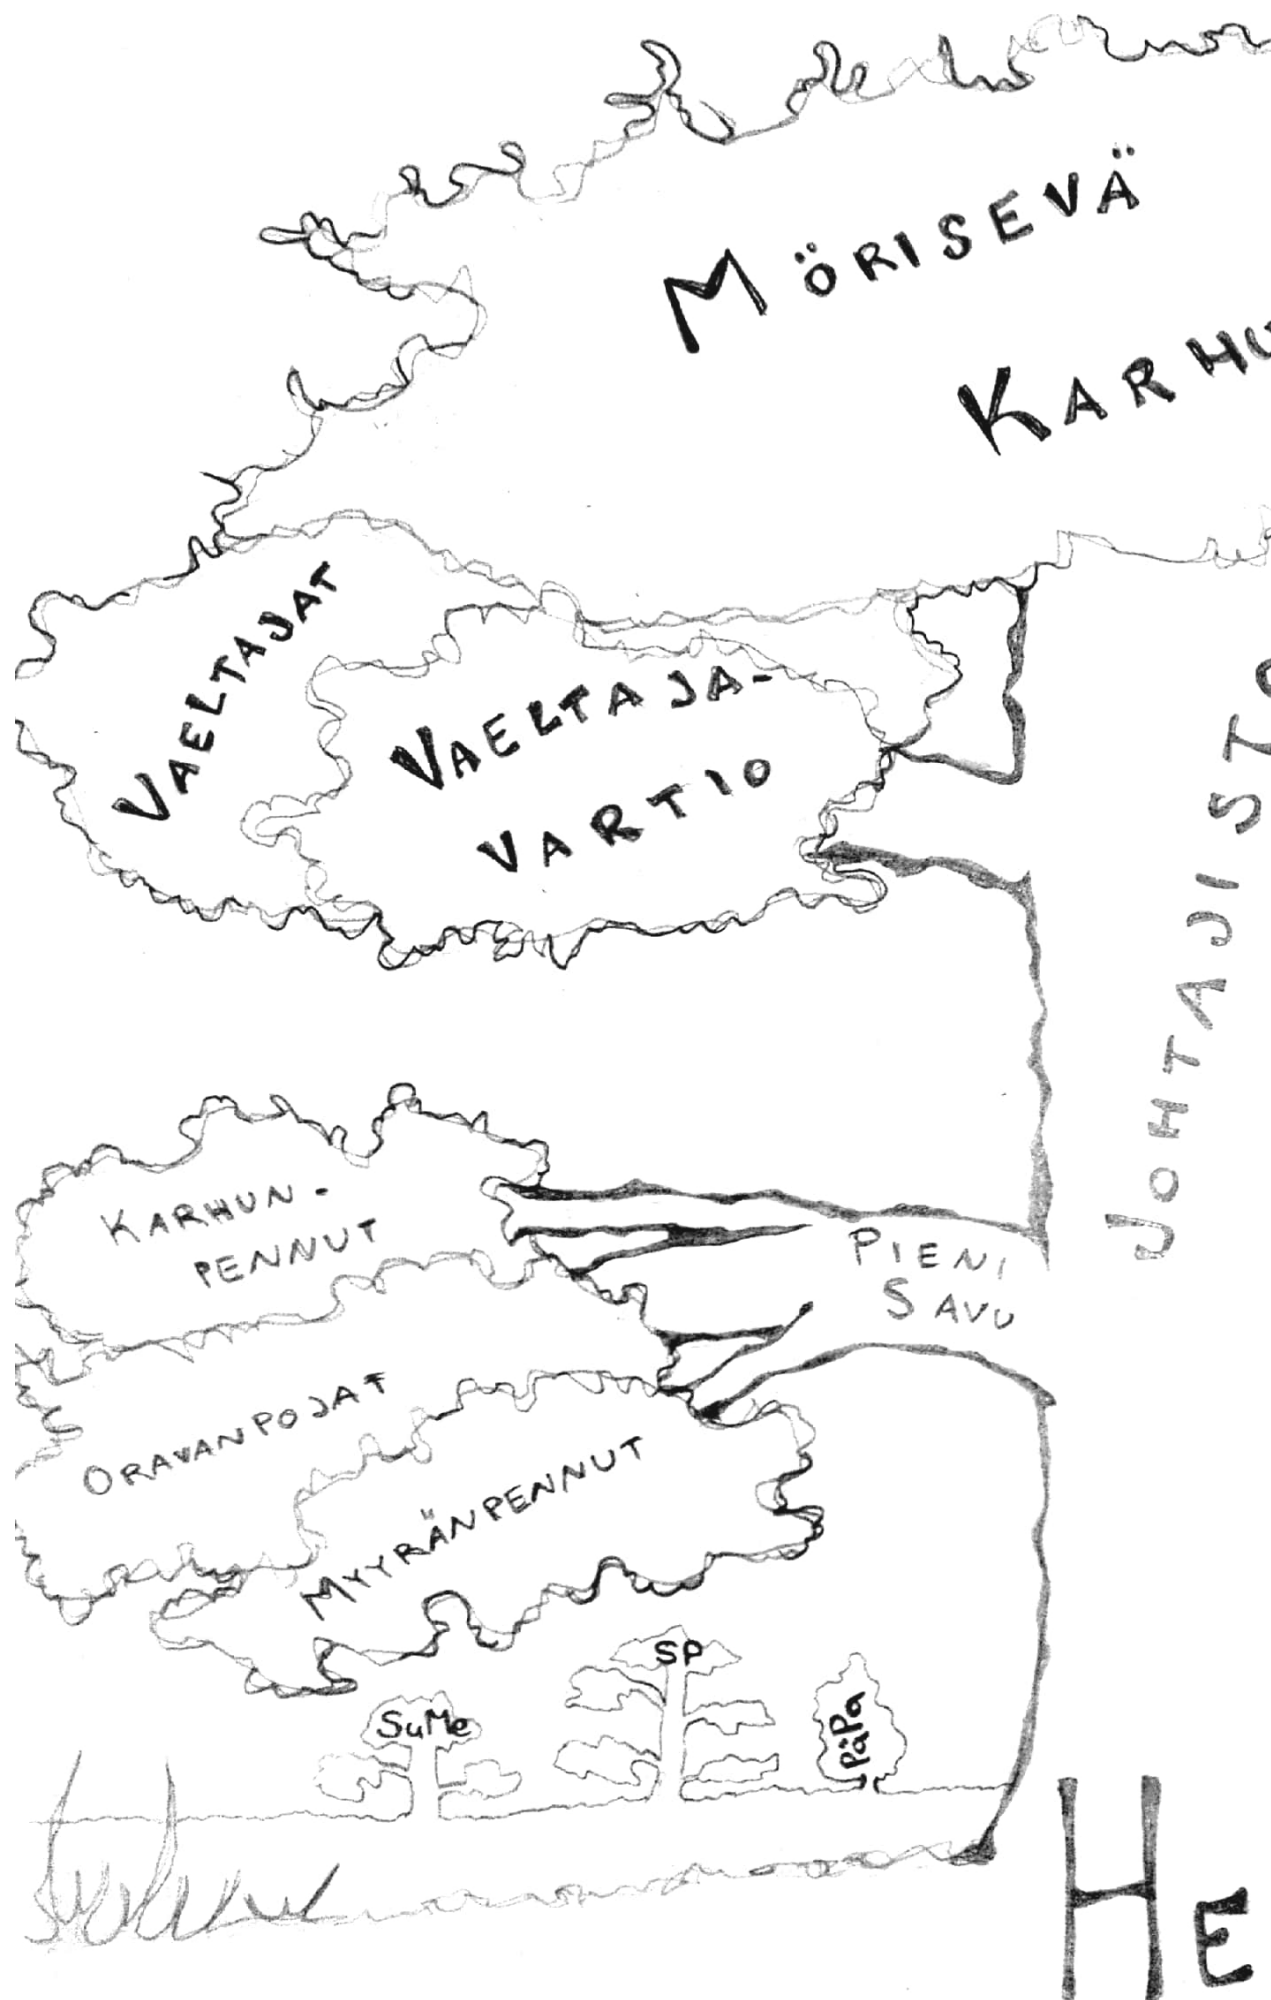 MÖRISEVÄ
KARHU
VAELTAJAT
VAELTAJA-
VARTIO
JOHTAJISTO
KARHUN-
PENNUT
PIENI
SAVU
ORAVANPOJAT
MYYRÄNPENNUT
SP
SuMe
PäPa
HE